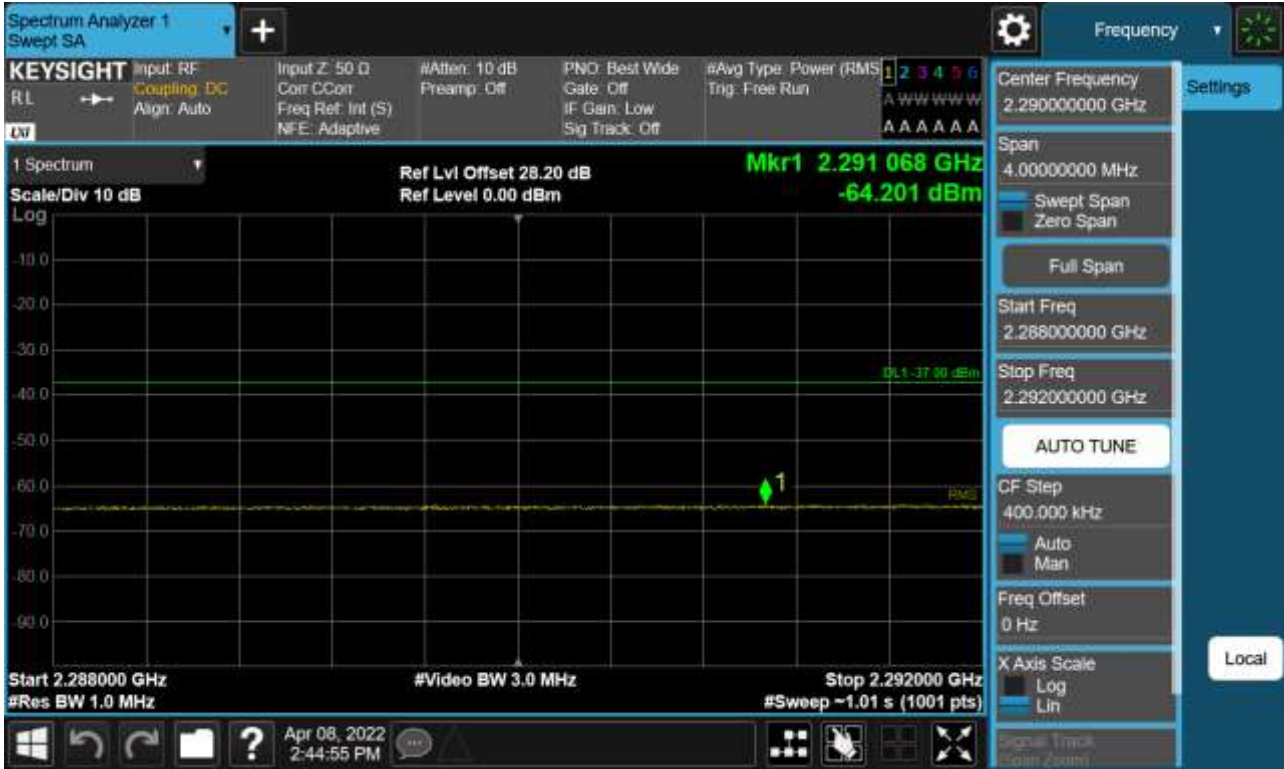 Spectrum Analyzer 1
Swept SA
+
Frequency
KEYSIGHT
RL
LXI
Input: RF
Coupling: DC
Align: Auto
Input Z: 50 Ω
Corr CCorr
Freq Ref: Int (S)
NFE: Adaptive
#Atten: 10 dB
Preamp: Off
PNO: Best Wide
Gate: Off
IF Gain: Low
Sig Track: Off
#Avg Type: Power (RMS
Trig: Free Run
1 2 3 4 5 6
A W W W W W
A A A A A A
1 Spectrum
Scale/Div 10 dB
Log
Ref Lvl Offset 28.20 dB
Ref Level 0.00 dBm
Mkr1 2.291 068 GHz
-64.201 dBm
-10.0
-20.0
-30.0
-40.0
-50.0
-60.0
-70.0
-80.0
-90.0
DL1 -37.00 dBm
1
RMS
Start 2.288000 GHz
#Res BW 1.0 MHz
#Video BW 3.0 MHz
Stop 2.292000 GHz
#Sweep ~1.01 s (1001 pts)
Center Frequency
2.290000000 GHz
Span
4.00000000 MHz
Swept Span
Zero Span
Full Span
Start Freq
2.288000000 GHz
Stop Freq
2.292000000 GHz
AUTO TUNE
CF Step
400.000 kHz
Auto
Man
Freq Offset
0 Hz
X Axis Scale
Log
Lin
Signal Track
(Span Zoom)
Settings
Local
?
Apr 08, 2022
2:44:55 PM